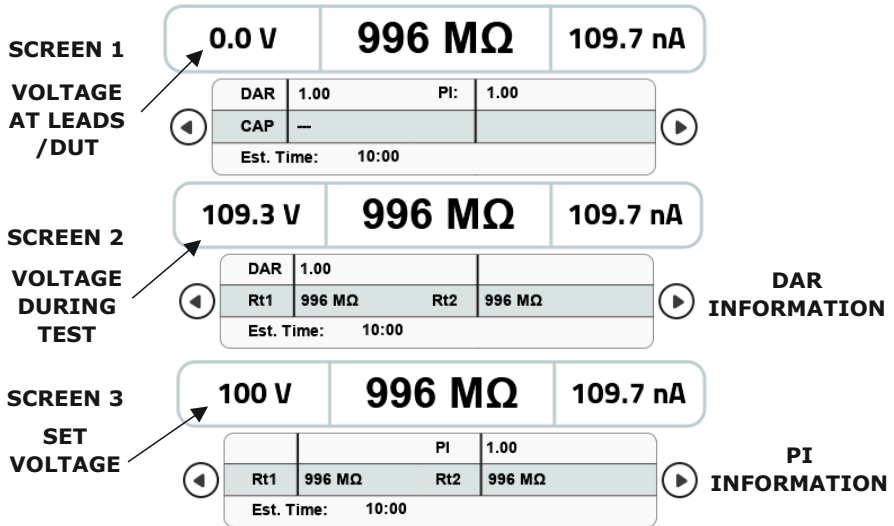 SCREEN 1
VOLTAGE
AT LEADS
/DUT
0.0 V 996 MΩ 109.7 nA
DAR 1.00 PI: 1.00
CAP ---
Est. Time: 10:00
SCREEN 2
VOLTAGE
DURING
TEST
109.3 V 996 MΩ 109.7 nA
DAR 1.00
Rt1 996 MΩ Rt2 996 MΩ
Est. Time: 10:00
DAR
INFORMATION
SCREEN 3
SET
VOLTAGE
100 V 996 MΩ 109.7 nA
PI 1.00
Rt1 996 MΩ Rt2 996 MΩ
Est. Time: 10:00
PI
INFORMATION